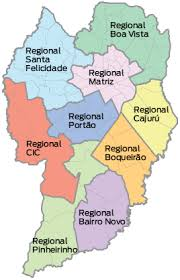 Regional
Boa Vista
Regional
Santa
Felicidade
Regional
Matriz
Regional
Cajurú
Regional
Portão
Regional
CIC
Regional
Boqueirão
Regional
Bairro Novo
Regional
Pinheirinho